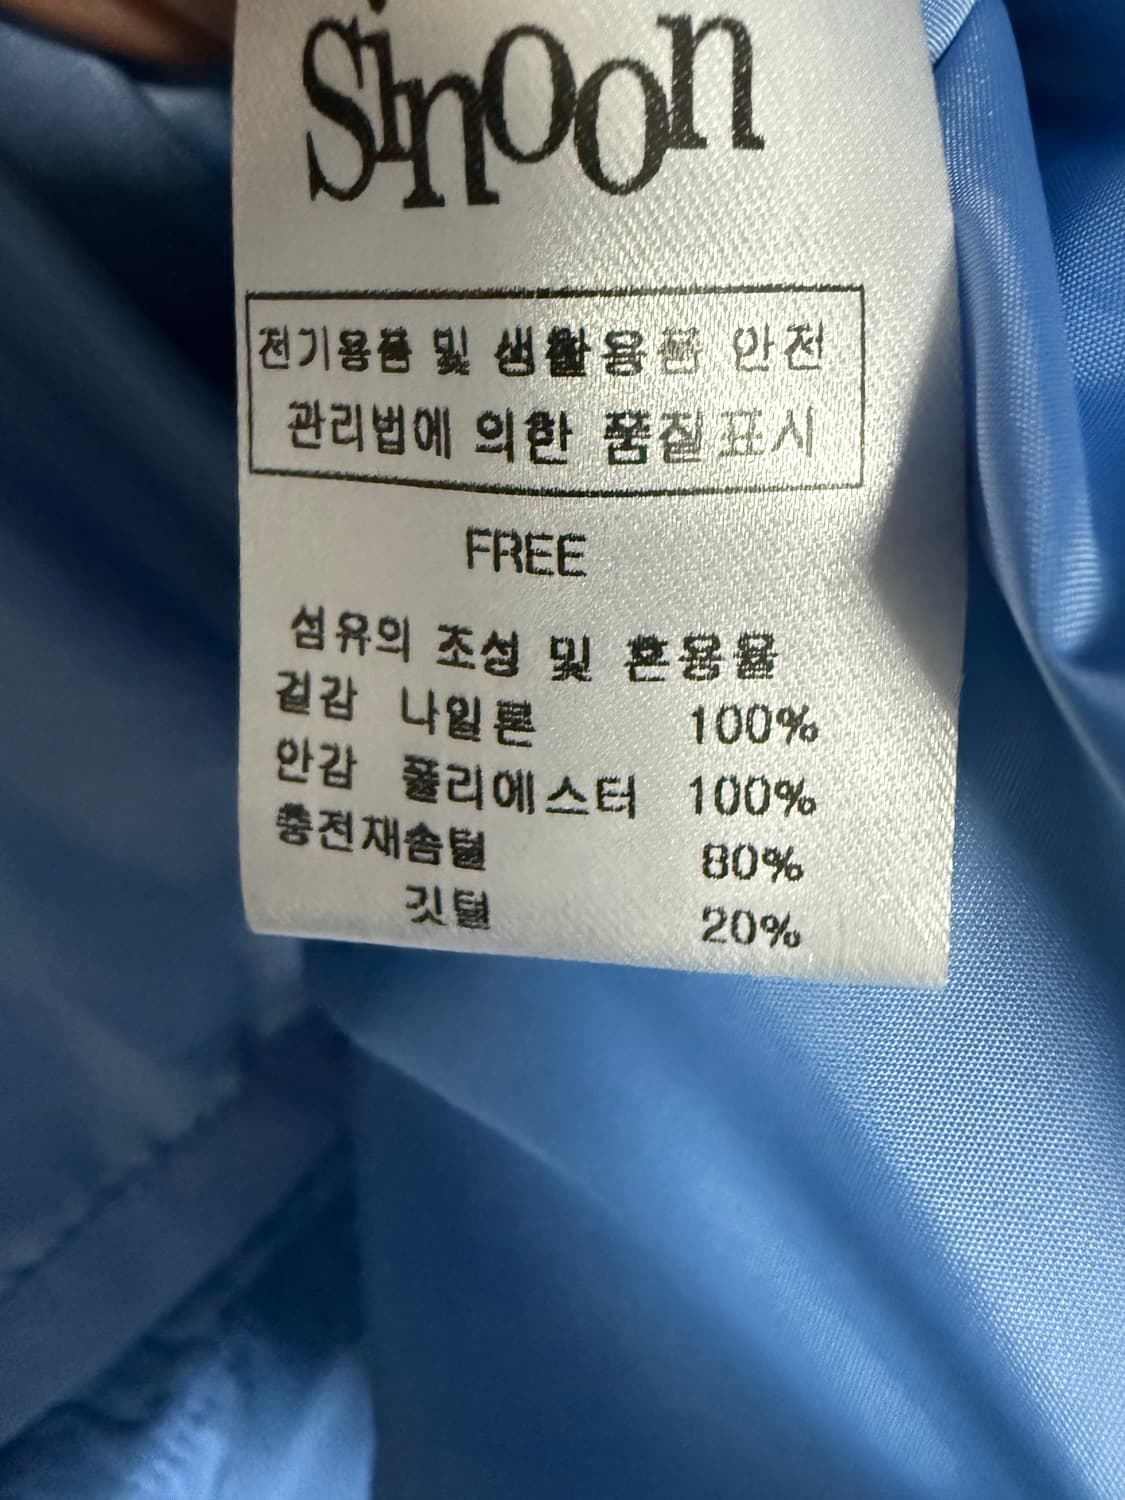 Sinoon
전기용품 및 생활용품 안전
관리법에 의한 품질표시
FREE
섬유의 조성 및 혼용율
겉감 나일론 100%
안감 폴리에스터 100%
충전재솜털 80%
깃털 20%